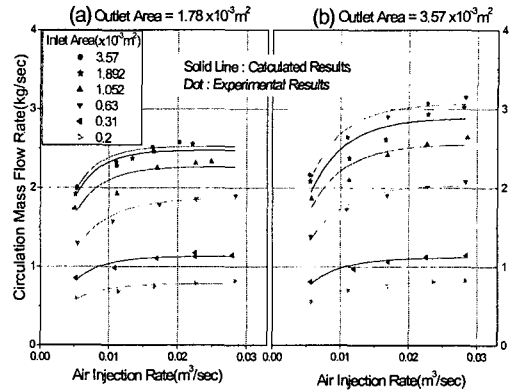 (a) Outlet Area = 1.78 x10-3m2
(b) Outlet Area = 3.57 x10-3m2
Inlet Area(x10-3m2)
3.57
1.892
1.052
0.63
0.31
0.2
Solid Line : Calculated Results
Dot : Experimental Results
Circulation Mass Flow Rate(kg/sec)
4
3
2
1
0
4
3
2
1
0
0.00 0.01 0.02 0.03
0.00 0.01 0.02 0.03
Air Injection Rate(m3/sec)
Air Injection Rate(m3/sec)